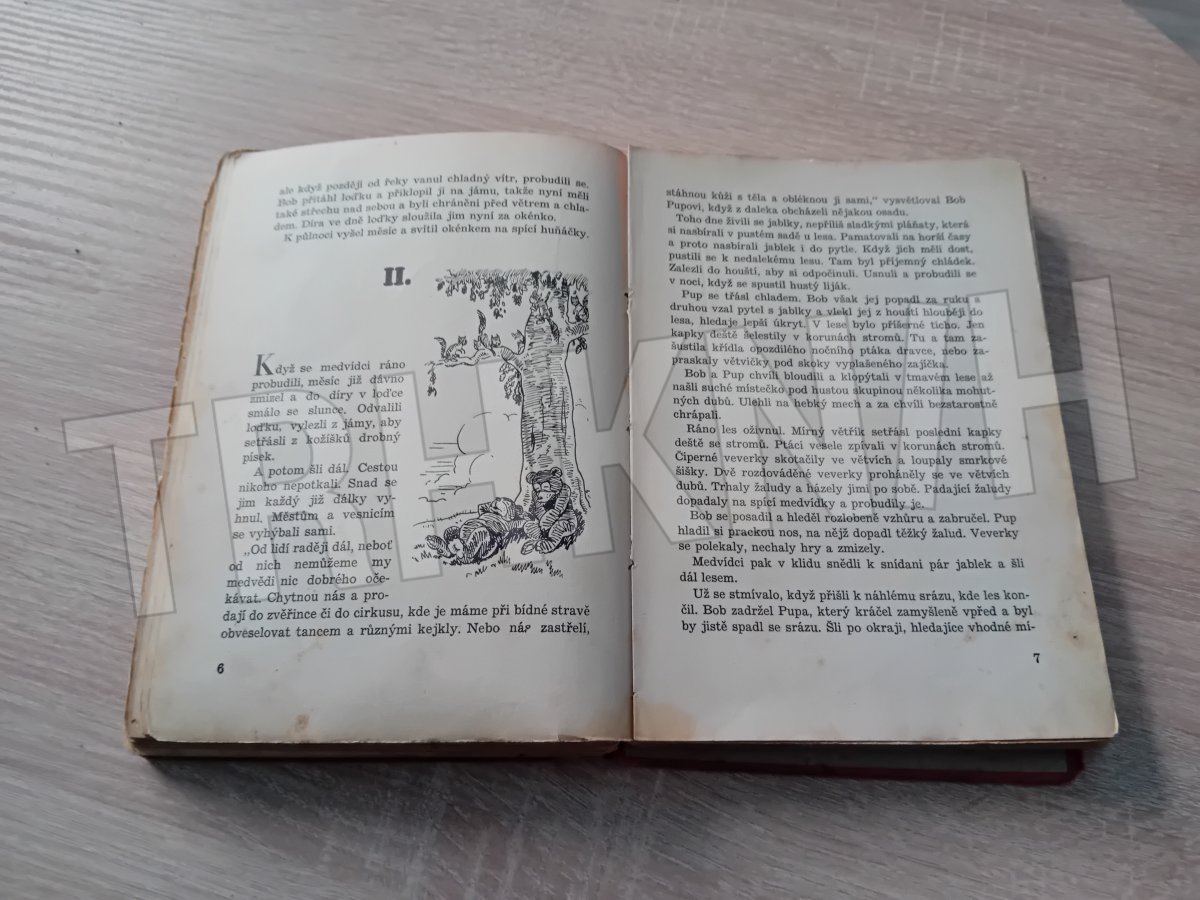 ale když později od řeky vanul chladný vítr, probudili se.
Bob přitáhl loďku a přiklopil ji na jámu, takže nyní měli
také střechu nad sebou a byli chráněni před větrem a chla-
dem. Díra ve dně loďky sloužila jim nyní za okénko.
K půlnoci vyšel měsíc a svítil okénkem na spící huňáčky.
II.
Když se medvídci ráno
probudili, měsíc již dávno
zmizel a do díry v loďce
smálo se slunce. Odvalili
loďku, vylezli z jámy, aby
setřásli z kožíšků drobný
písek.
A potom šli dál. Cestou
nikoho nepotkali. Snad se
jim každý již z dálky vy-
hnul. Městům a vesnicím
se vyhýbali sami.
„Od lidí raději dál, neboť
od nich nemůžeme my
medvědi nic dobrého oče-
kávat. Chytnou nás a pro-
dají do zvěřince či do cirkusu, kde je máme při bídné stravě
obveselovat tancem a různými kejkly. Nebo nás zastřelí,
6
stáhnou kůži s těla a obléknou ji sami,“ vysvětloval Bob
Pupovi, když z daleka obcházeli nějakou osadu.
Toho dne živili se jablky, nepříliš sladkými pláňaty, která
si nasbírali v pustém sadě u lesa. Pamatovali na horší časy
a proto nasbírali jablek i do pytle. Když jich měli dost,
pustili se k nedalekému lesu. Tam byl příjemný chládek.
Zalezli do houští, aby si odpočinuli. Usnuli a probudili se
v noci, když se spustil hustý liják.
Pup se třásl chladem. Bob však jej popadl za ruku a
druhou vzal pytel s jablky a vlekl jej z houští hlouběji do
lesa, hledaje lepší úkryt. V lese bylo příšerné ticho. Jen
kapky deště šelestily v korunách stromů. Tu a tam za-
šustila křídla opozdilého nočního ptáka dravce, nebo za-
praskaly větvičky pod skoky vyplašeného zajíčka.
Bob a Pup chvíli bloudili a klopýtali v tmavém lese až
našli suché místečko pod hustou skupinou několika mohut-
ných dubů. Ulehli na hebký mech a za chvíli bezstarostně
chrápali.
Ráno les oživnul. Mírný větřík setřásl poslední kapky
deště se stromů. Ptáci vesele zpívali v korunách stromů.
Čiperné veverky skotačily ve větvích a loupaly smrkové
šišky. Dvě rozdováděné veverky proháněly se ve větvích
dubů. Trhaly žaludy a házely jimi po sobě. Padající žaludy
dopadaly na spící medvídky a probudily je.
Bob se posadil a hleděl rozlobeně vzhůru a zabručel. Pup
hladil si prackou nos, na nějž dopadl těžký žalud. Veverky
se polekaly, nechaly hry a zmizely.
Medvídci pak v klidu snědli k snídani pár jablek a šli
dál lesem.
Už se stmívalo, když přišli k náhlému srázu, kde les kon-
čil. Bob zadržel Pupa, který kráčel zamyšleně vpřed a byl
by jistě spadl se srázu. Šli po okraji, hledajíce vhodné mí-
7